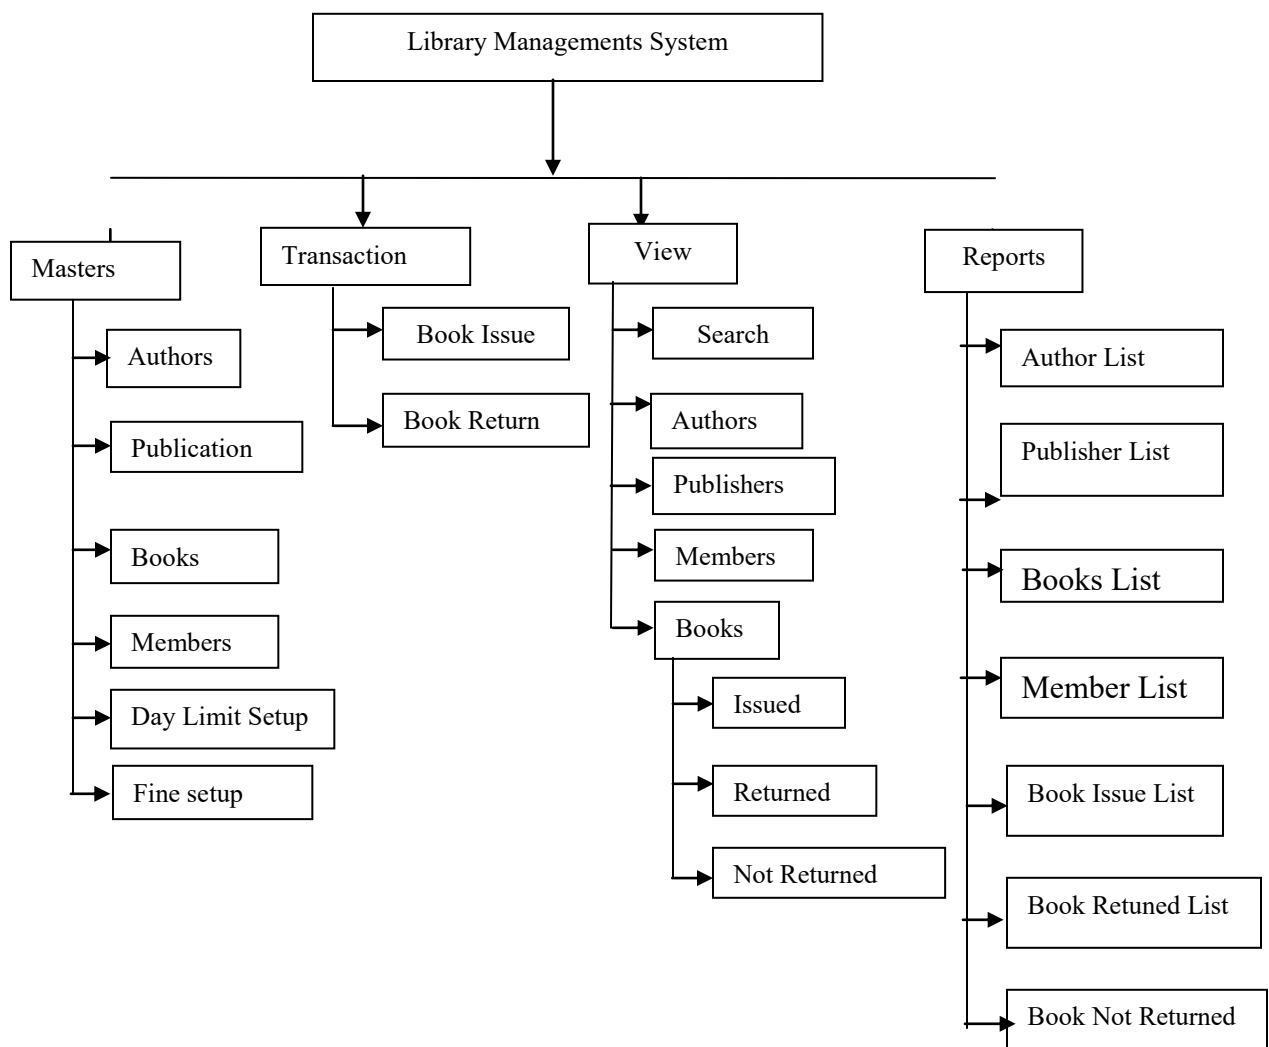 Library Managements System
Masters
Authors
Publication
Books
Members
Day Limit Setup
Fine setup
Transaction
Book Issue
Book Return
View
Search
Authors
Publishers
Members
Books
Issued
Returned
Not Returned
Reports
Author List
Publisher List
Books List
Member List
Book Issue List
Book Retuned List
Book Not Returned